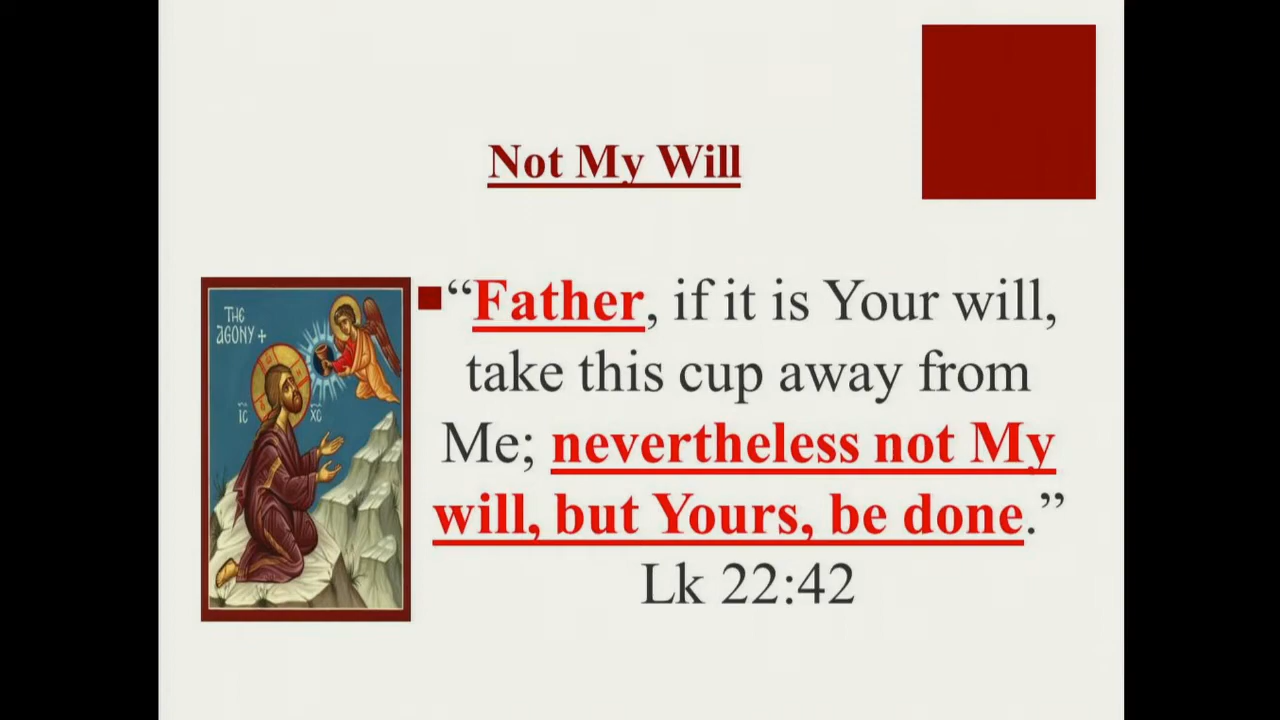 Not My Will
THE
AGONY
ΙC
XC
“Father, if it is Your will,
take this cup away from
Me; nevertheless not My
will, but Yours, be done.”
Lk 22:42